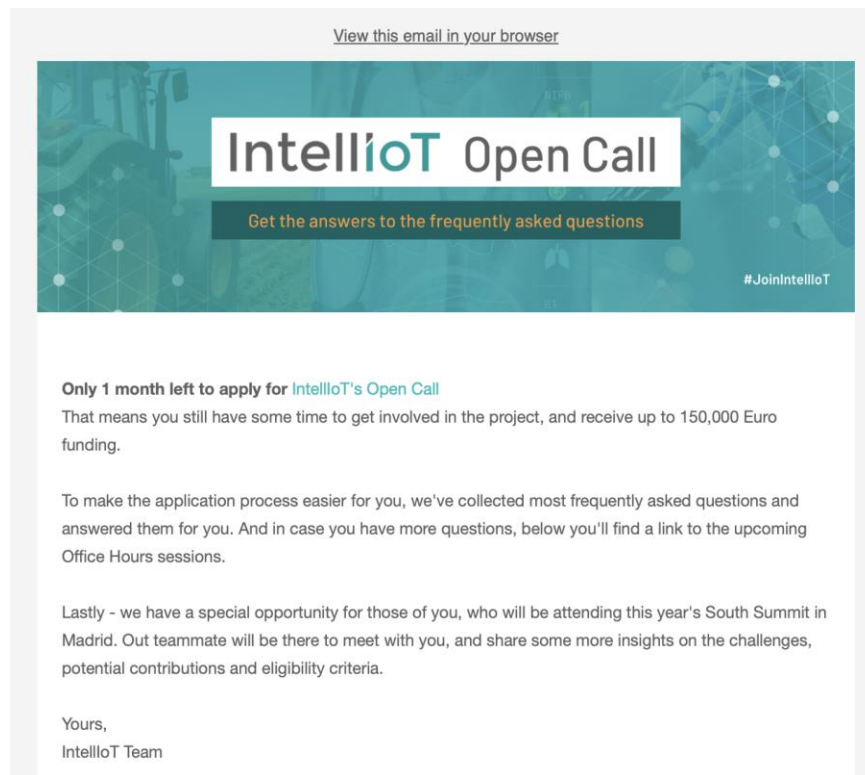 View this email in your browser
IntellIoT Open Call
Get the answers to the frequently asked questions
#JoinIntellIoT
Only 1 month left to apply for IntellIoT's Open Call
That means you still have some time to get involved in the project, and receive up to 150,000 Euro
funding.
To make the application process easier for you, we've collected most frequently asked questions and
answered them for you. And in case you have more questions, below you'll find a link to the upcoming
Office Hours sessions.
Lastly - we have a special opportunity for those of you, who will be attending this year's South Summit in
Madrid. Out teammate will be there to meet with you, and share some more insights on the challenges,
potential contributions and eligibility criteria.
Yours,
IntellIoT Team